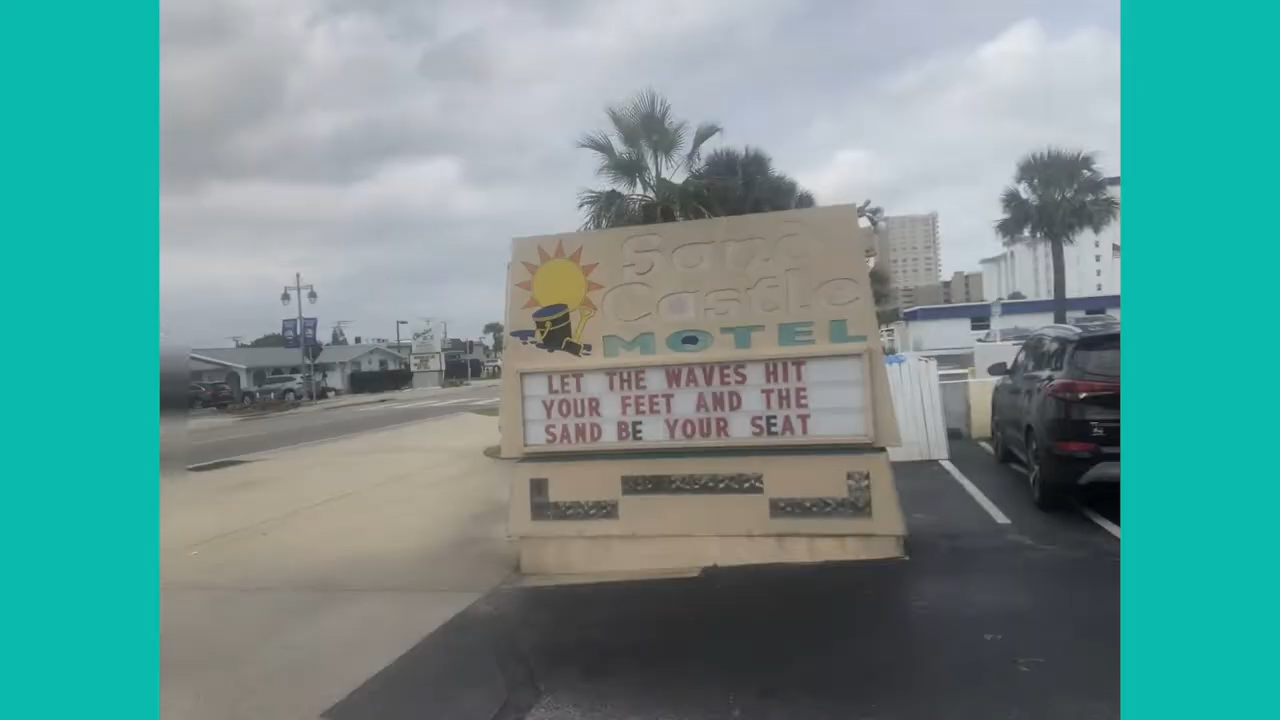 Sand
Castle
MOTEL
LET THE WAVES HIT
YOUR FEET AND THE
SAND BE YOUR SEAT